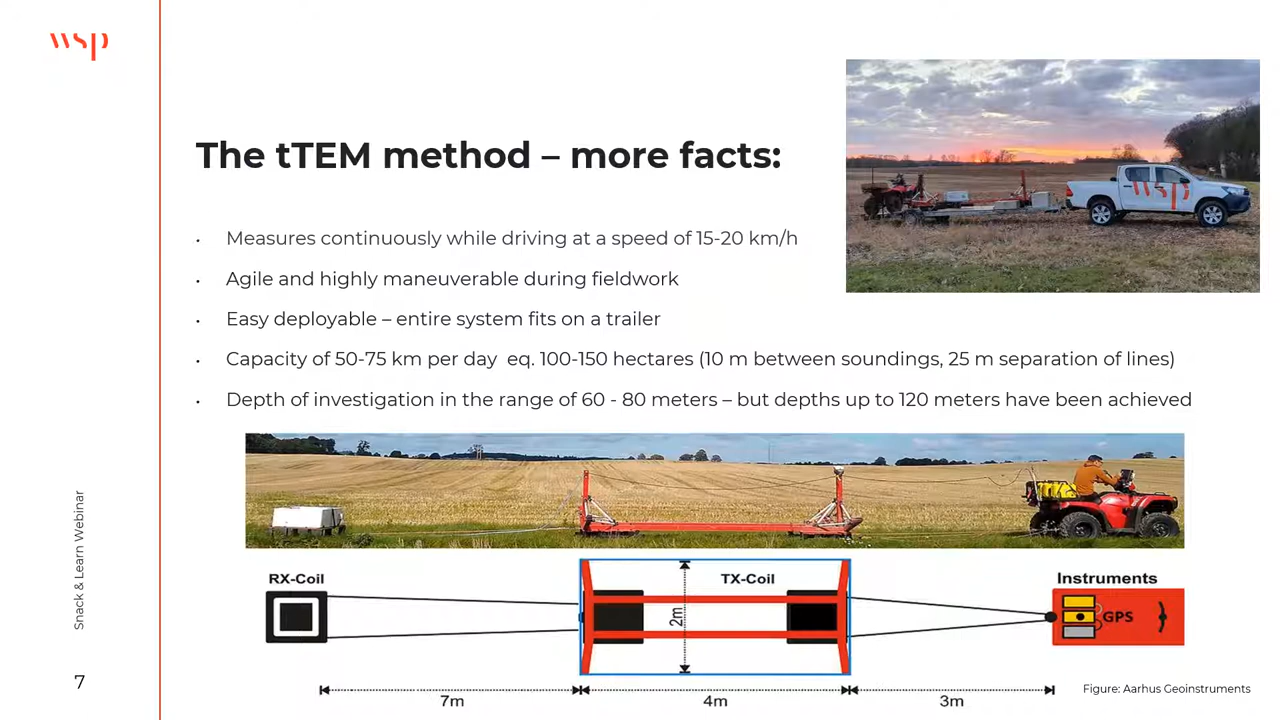 wsp
The tTEM method – more facts:
• Measures continuously while driving at a speed of 15-20 km/h
• Agile and highly maneuverable during fieldwork
• Easy deployable – entire system fits on a trailer
• Capacity of 50-75 km per day  eq. 100-150 hectares (10 m between soundings, 25 m separation of lines)
• Depth of investigation in the range of 60 - 80 meters – but depths up to 120 meters have been achieved
wsp
RX-Coil
TX-Coil
Instruments
2m
GPS
7m
4m
3m
Figure: Aarhus Geoinstruments
Snack & Learn Webinar
7